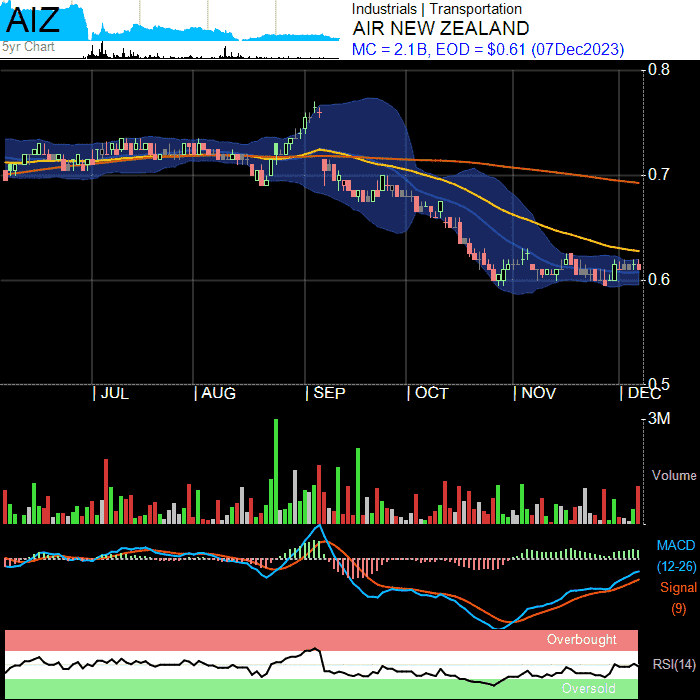 AIZ
5yr Chart
Industrials | Transportation
AIR NEW ZEALAND
MC = 2.1B, EOD = $0.61 (07Dec2023)
0.8
0.7
0.6
0.5
| JUL
| AUG
| SEP
| OCT
| NOV
| DEC
3M
Volume
MACD
(12-26)
Signal
(9)
Overbought
RSI(14)
Oversold